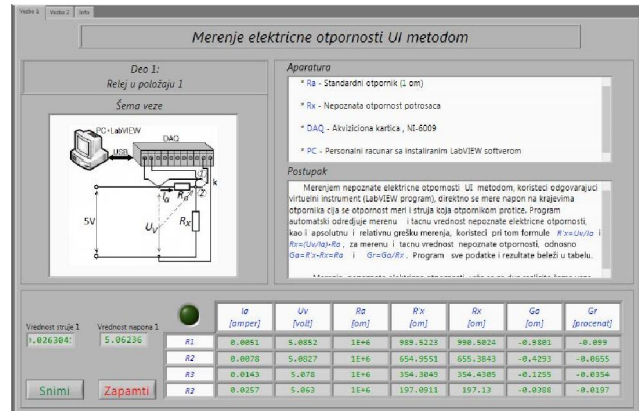 Vezba 1 Vezba 2 Info
Merenje elektricne otpornosti UI metodom
Deo 1:
Relej u položaju 1
Šema veze
PC+LabVIEW
DAQ
USB
k
Ia Ra
5V
Uv
Rx
Aparatura
* Ra - Standardni otpornik (1 om)
* Rx - Nepoznata otpornost potrosaca
* DAQ - Akviziciona kartica , NI-6009
* PC - Personalni racunar sa instaliranim LabVIEW softverom
Postupak
Merenjem nepoznate elektricne otpornosti UI metodom, koristeci odgovarajuci
virtuelni instrument (LabVIEW program), direktno se mere napon na krajevima
otpornika cija se otpornost meri i struja koja otpornikom protice. Program
automatski odredjuje merenu i tacnu vrednost nepoznate elektricne otpornosti,
kao i apsolutnu i relativnu grešku merenja, koristeci pri tom formule R'x=Uv/Ia i
Rx=(Uv/Ia)-Ra , za merenu i tacnu vrednost nepoznate otpornosti, odnosno
Ga=R'x-Rx=Ra i Gr=Ga/Rx . Program sve podatke i rezultate beleži u tabelu.
Vrednost struje 1
Vrednost napona 1
5.06236
Snimi
Zapamti
Ia [amper] Uv [volt] Ra [om] R'x [om] Rx [om] Ga [om] Gr [procenat]
R1 0.0051 5.0852 1E+6 989.5223 990.5024 -0.9801 -0.099
R2 0.0078 5.0827 1E+6 654.9551 655.3843 -0.4293 -0.0655
R3 0.0143 5.078 1E+6 354.3049 354.4305 -0.1255 -0.0354
R2 0.0257 5.063 1E+6 197.0911 197.13 -0.0388 -0.0197